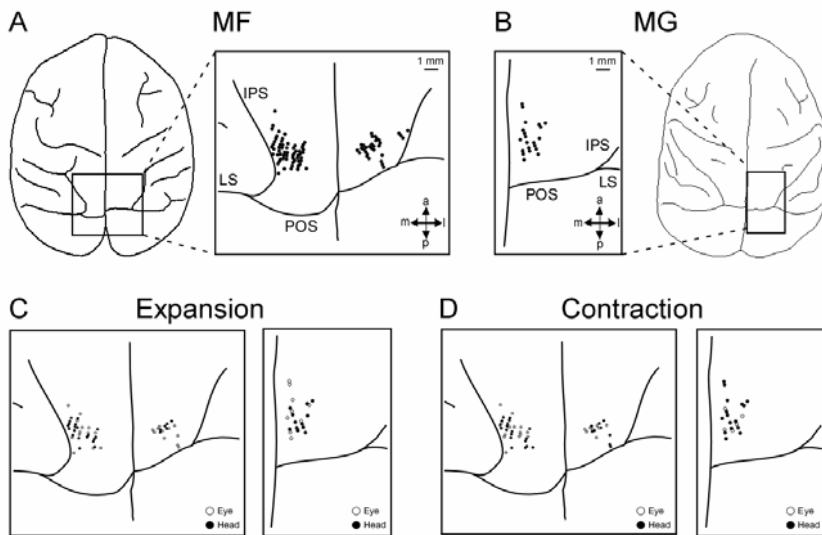 A MF B MG
1 mm
IPS
LS
POS
a
m l
p
1 mm
IPS
LS
POS
a
m l
p
C Expansion D Contraction
Eye
Head
Eye
Head
Eye
Head
Eye
Head